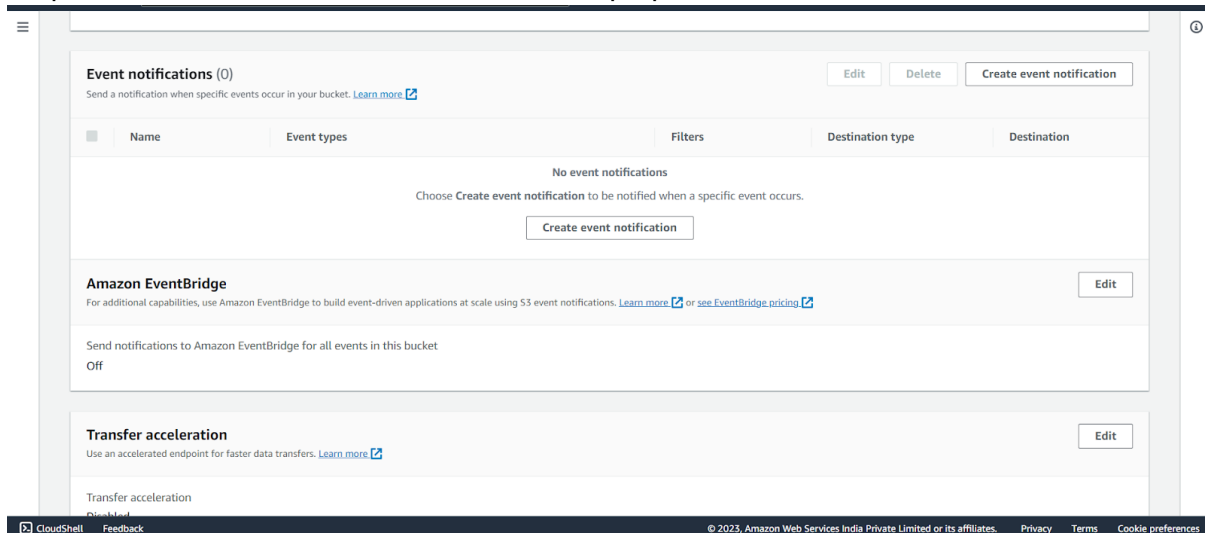 Event notifications (0)
Edit
Delete
Create event notification
Send a notification when specific events occur in your bucket. Learn more
Name Event types Filters Destination type Destination
No event notifications
Choose Create event notification to be notified when a specific event occurs.
Create event notification
Amazon EventBridge
Edit
For additional capabilities, use Amazon EventBridge to build event-driven applications at scale using S3 event notifications. Learn more or see EventBridge pricing
Send notifications to Amazon EventBridge for all events in this bucket
Off
Transfer acceleration
Edit
Use an accelerated endpoint for faster data transfers. Learn more
Transfer acceleration
Disabled
CloudShell Feedback © 2023, Amazon Web Services India Private Limited or its affiliates. Privacy Terms Cookie preferences